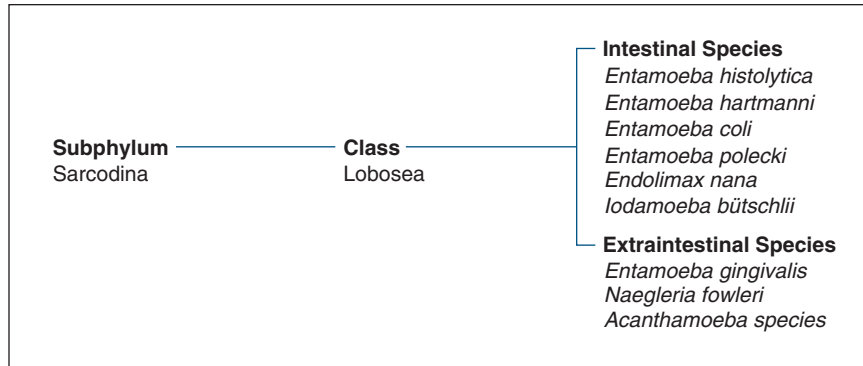 Subphylum
Sarcodina
Class
Lobosea
Intestinal Species
Entamoeba histolytica
Entamoeba hartmanni
Entamoeba coli
Entamoeba polecki
Endolimax nana
Iodamoeba bütschlii
Extraintestinal Species
Entamoeba gingivalis
Naegleria fowleri
Acanthamoeba species